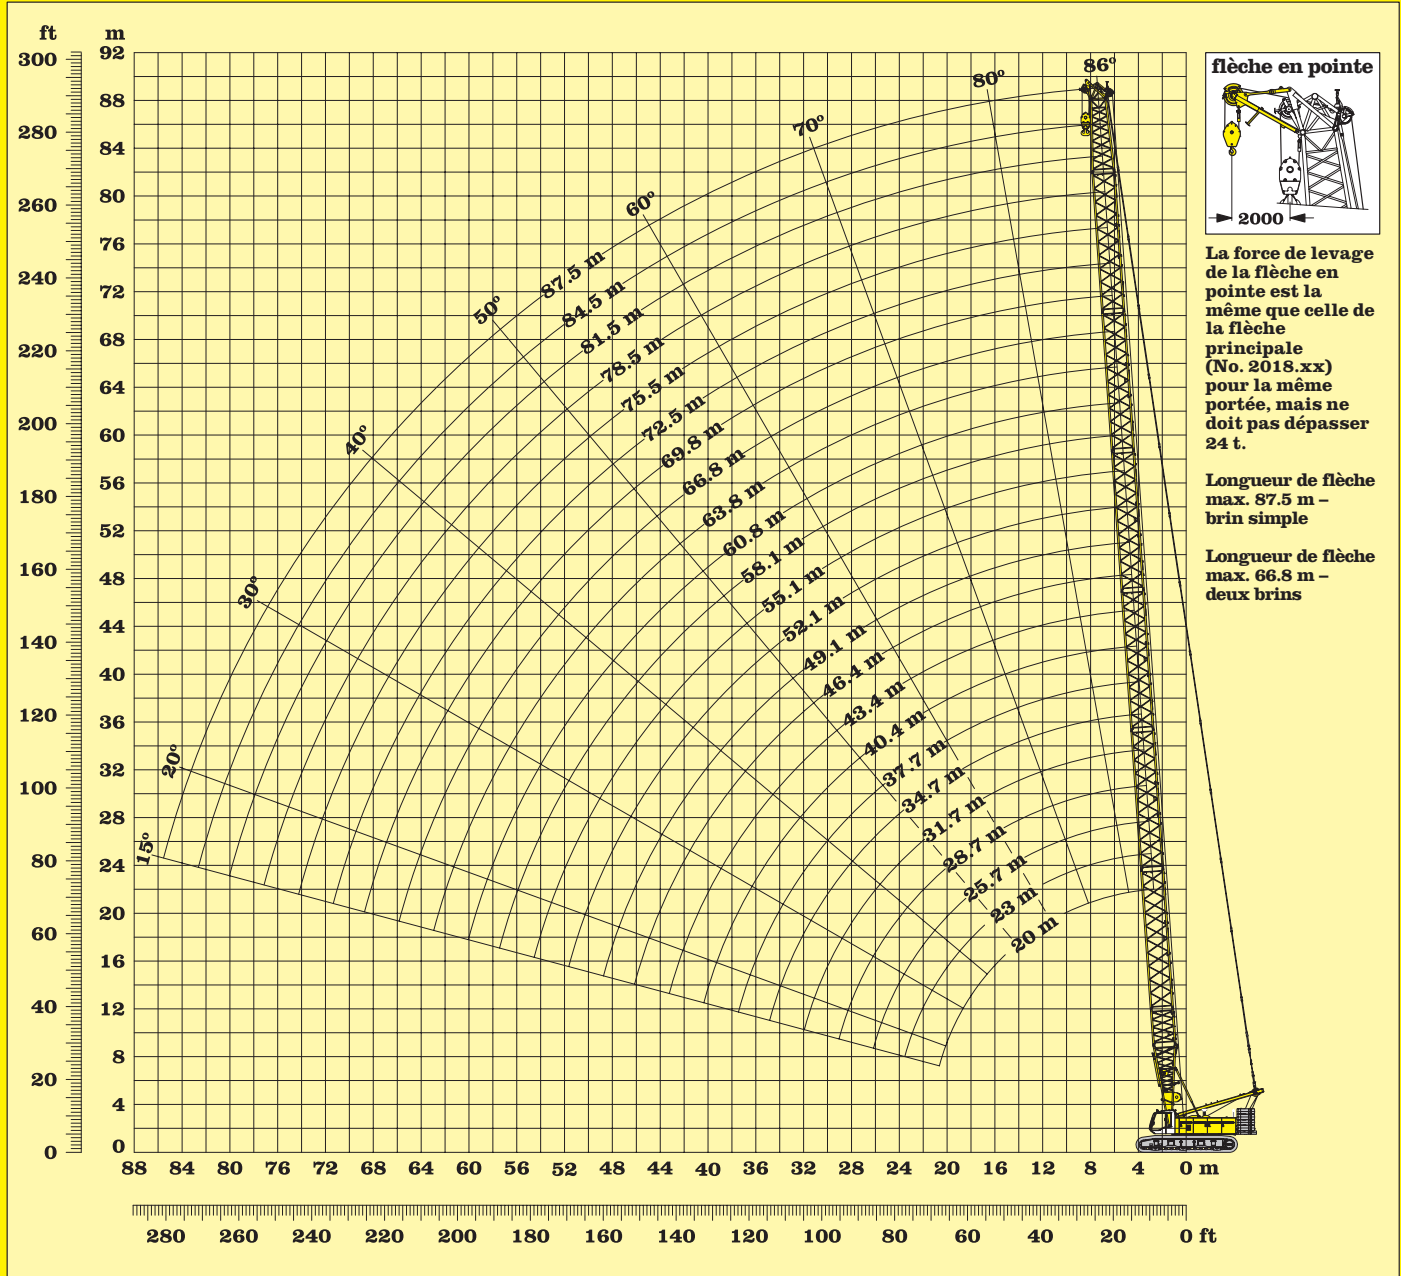 ft
m
300
280
260
240
220
200
180
160
140
120
100
80
60
40
20
0
92
88
84
80
76
72
68
64
60
56
52
48
44
40
36
32
28
24
20
16
12
8
4
0
86°
80°
70°
60°
50°
40°
30°
20°
15°
87.5 m
84.5 m
81.5 m
78.5 m
75.5 m
72.5 m
69.8 m
66.8 m
63.8 m
60.8 m
58.1 m
55.1 m
52.1 m
49.1 m
46.4 m
43.4 m
40.4 m
37.7 m
34.7 m
31.7 m
28.7 m
25.7 m
23 m
20 m
88 84 80 76 72 68 64 60 56 52 48 44 40 36 32 28 24 20 16 12 8 4 0 m
280 260 240 220 200 180 160 140 120 100 80 60 40 20 0 ft
flèche en pointe
2000
La force de levage
de la flèche en
pointe est la
même que celle de
la flèche
principale
(No. 2018.xx)
pour la même
portée, mais ne
doit pas dépasser
24 t.
Longueur de flèche
max. 87.5 m –
brin simple
Longueur de flèche
max. 66.8 m –
deux brins